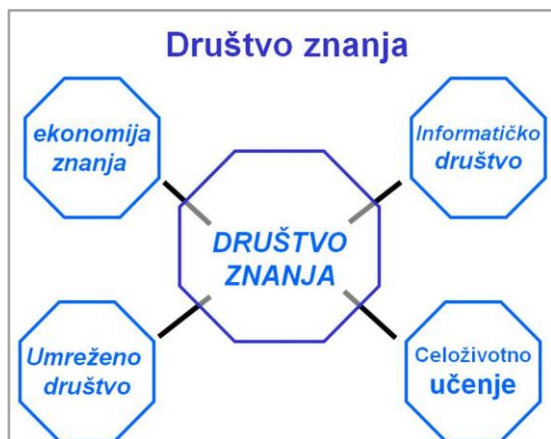 Društvo znanja
ekonomija
znanja
Informatičko
društvo
DRUŠTVO
ZNANJA
Umreženo
društvo
Celoživotno
učenje